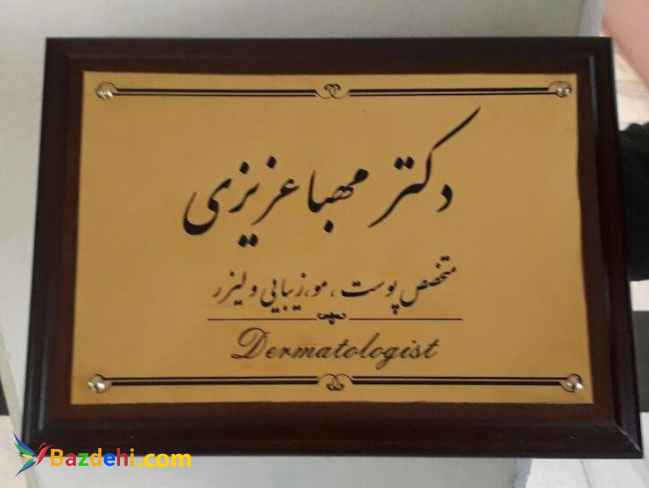 دکتر مهبا عزیزی
متخصص پوست ، مو،زیبایی و لیزر
Dermatologist
Bazdehi.com